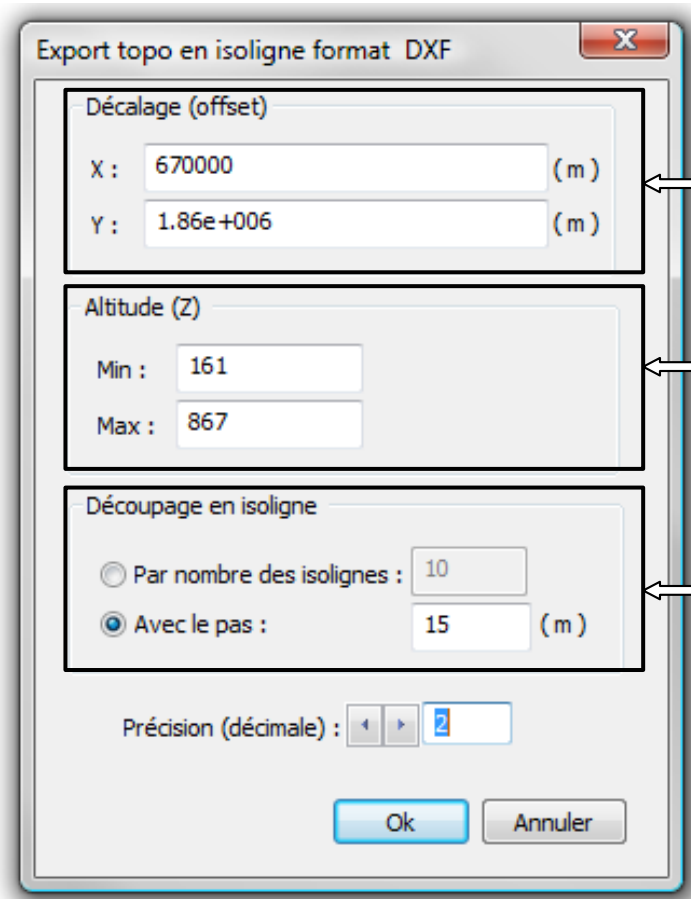 Export topo en isoligne format DXF
Décalage (offset)
X : 670000 ( m )
Y : 1.86e+006 ( m )
Altitude (Z)
Min : 161
Max : 867
Découpage en isoligne
Par nombre des isolignes : 10
Avec le pas : 15 ( m )
Précision (décimale) : 2
Ok Annuler